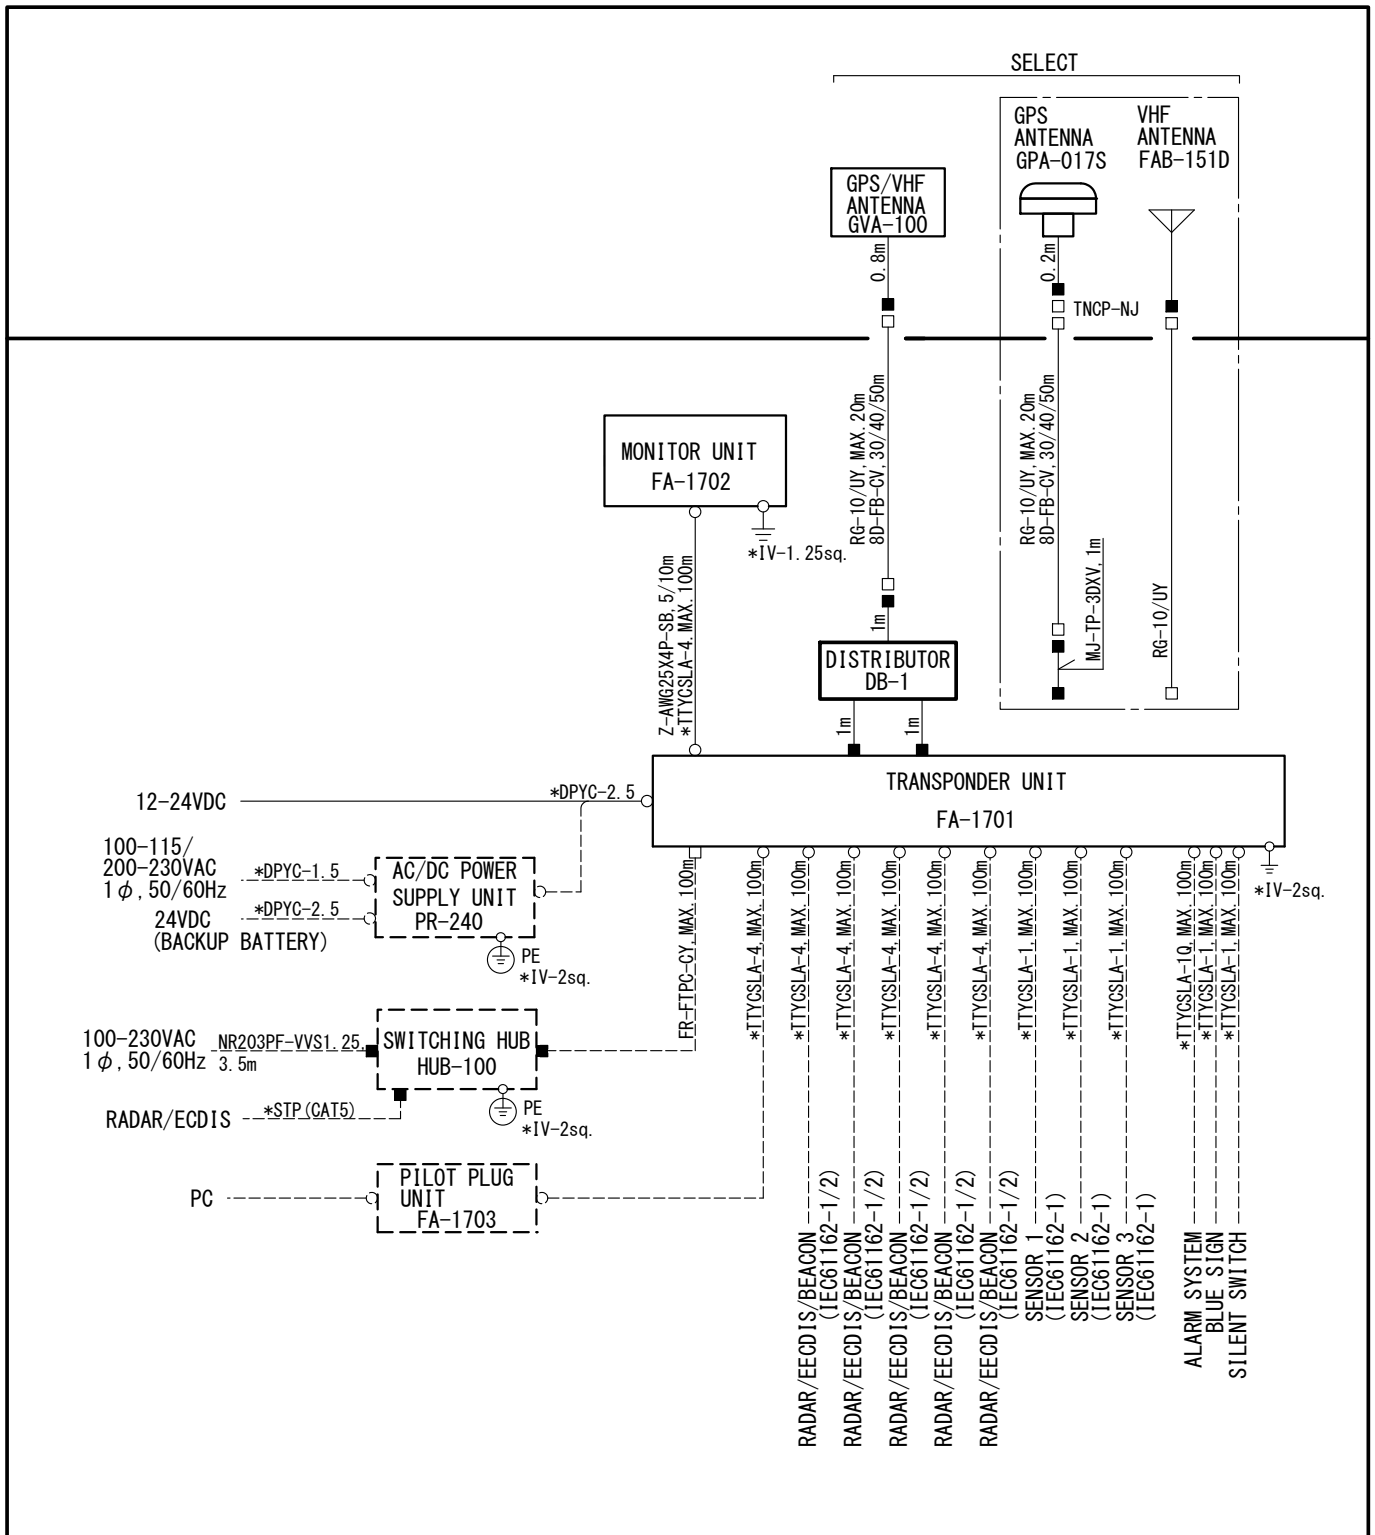 SELECT
GPS
ANTENNA
GPA-017S
VHF
ANTENNA
FAB-151D
GPS/VHF
ANTENNA
GVA-100
0.8m
0.2m
TNCP-NJ
RG-10/UY, MAX. 20m
8D-FB-CV, 30/40/50m
RG-10/UY, MAX. 20m
8D-FB-CV, 30/40/50m
MJ-TP-3DXV, 1m
RG-10/UY
MONITOR UNIT
FA-1702
*IV-1.25sq.
Z-AWG25X4P-SB, 5/10m
*TTYCSLA-4. MAX. 100m
1m
DISTRIBUTOR
DB-1
1m
1m
TRANSPONDER UNIT
FA-1701
12-24VDC
*DPYC-2.5
100-115/
200-230VAC
1φ, 50/60Hz
*DPYC-1.5
24VDC
(BACKUP BATTERY)
*DPYC-2.5
AC/DC POWER
SUPPLY UNIT
PR-240
PE
*IV-2sq.
*IV-2sq.
FR-FTPC-CY, MAX. 100m
*TTYCSLA-4, MAX. 100m
*TTYCSLA-4, MAX. 100m
*TTYCSLA-4, MAX. 100m
*TTYCSLA-4, MAX. 100m
*TTYCSLA-4, MAX. 100m
*TTYCSLA-4, MAX. 100m
*TTYCSLA-1, MAX. 100m
*TTYCSLA-1, MAX. 100m
*TTYCSLA-1, MAX. 100m
*TTYCSLA-1Q, MAX. 100m
*TTYCSLA-1, MAX. 100m
*TTYCSLA-1, MAX. 100m
100-230VAC
1φ, 50/60Hz
NR203PF-VVS1.25,
3.5m
SWITCHING HUB
HUB-100
PE
*IV-2sq.
RADAR/ECDIS
*STP(CAT5)
PC
PILOT PLUG
UNIT
FA-1703
RADAR/EECDIS/BEACON
(IEC61162-1/2)
RADAR/EECDIS/BEACON
(IEC61162-1/2)
RADAR/EECDIS/BEACON
(IEC61162-1/2)
RADAR/EECDIS/BEACON
(IEC61162-1/2)
RADAR/EECDIS/BEACON
(IEC61162-1/2)
SENSOR 1
(IEC61162-1)
SENSOR 2
(IEC61162-1)
SENSOR 3
(IEC61162-1)
ALARM SYSTEM
BLUE SIGN
SILENT SWITCH